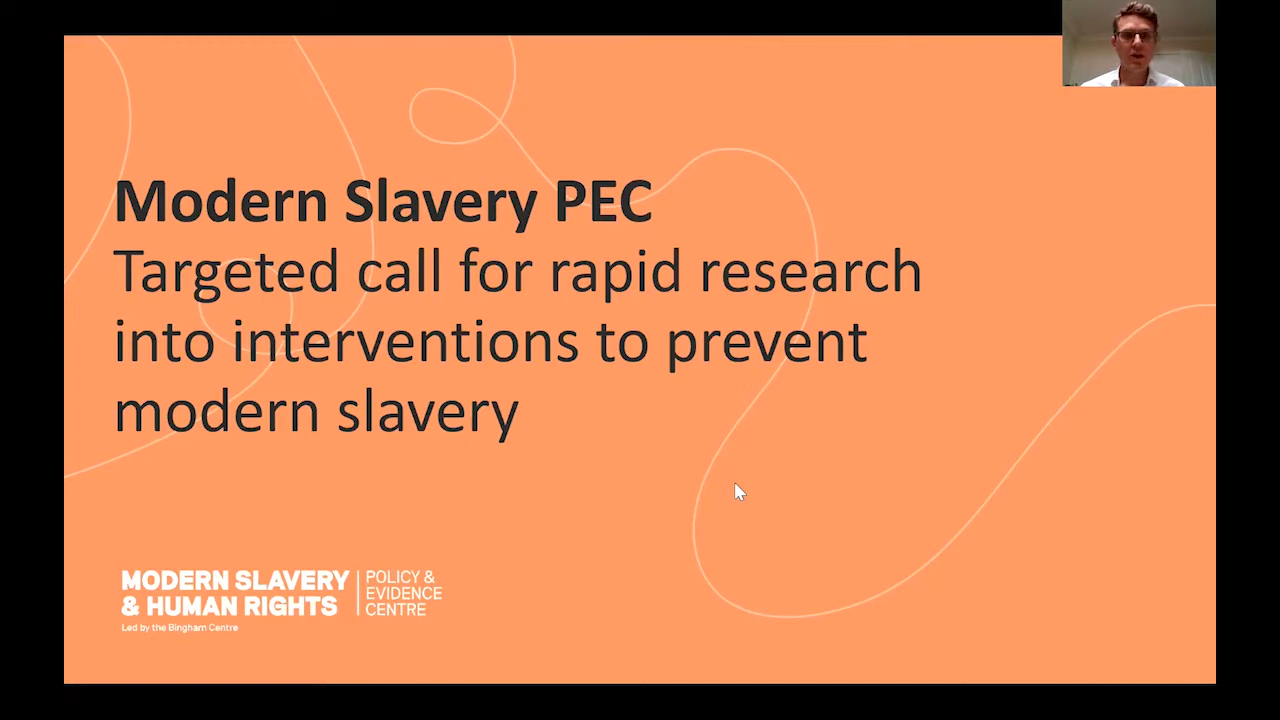 Modern Slavery PEC
Targeted call for rapid research
into interventions to prevent
modern slavery
MODERN SLAVERY
& HUMAN RIGHTS
POLICY &
EVIDENCE
CENTRE
Led by the Bingham Centre